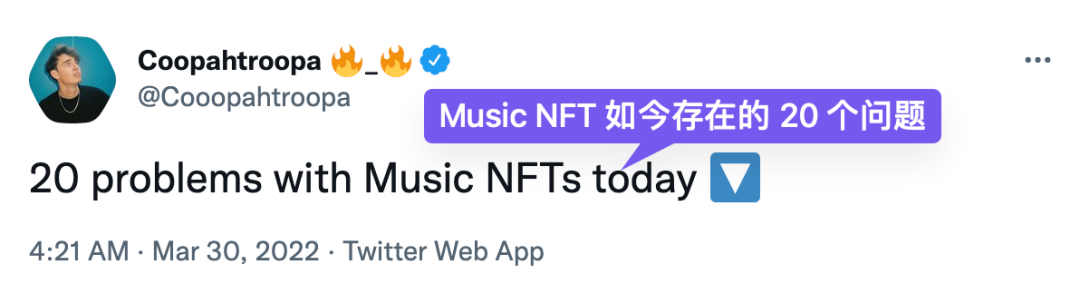 Coopahtroopa 🔥_🔥
@Cooopahtroopa
Music NFT 如今存在的 20 个问题
20 problems with Music NFTs today 🔽
4:21 AM · Mar 30, 2022 · Twitter Web App